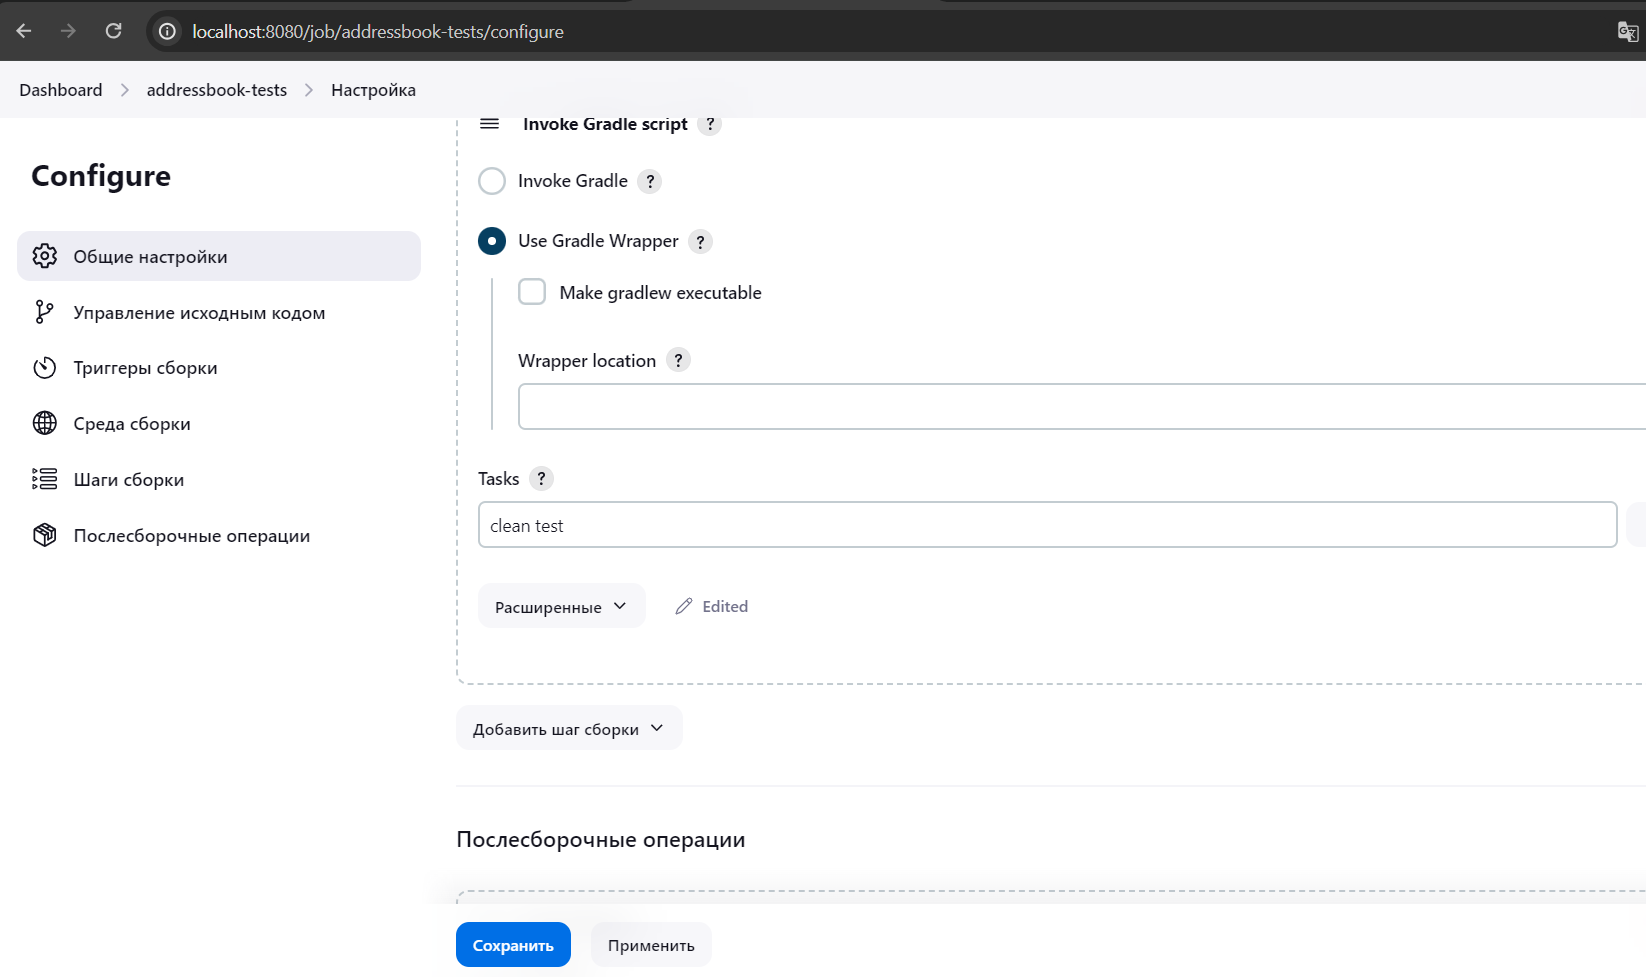 localhost:8080/job/addressbook-tests/configure
Dashboard > addressbook-tests > Настройка
Configure
Общие настройки
Управление исходным кодом
Триггеры сборки
Среда сборки
Шаги сборки
Послесборочные операции
Invoke Gradle script ?
Invoke Gradle ?
Use Gradle Wrapper ?
Make gradlew executable
Wrapper location ?
Tasks ?
clean test
Расширенные Edited
Добавить шаг сборки
Послесборочные операции
Сохранить Применить